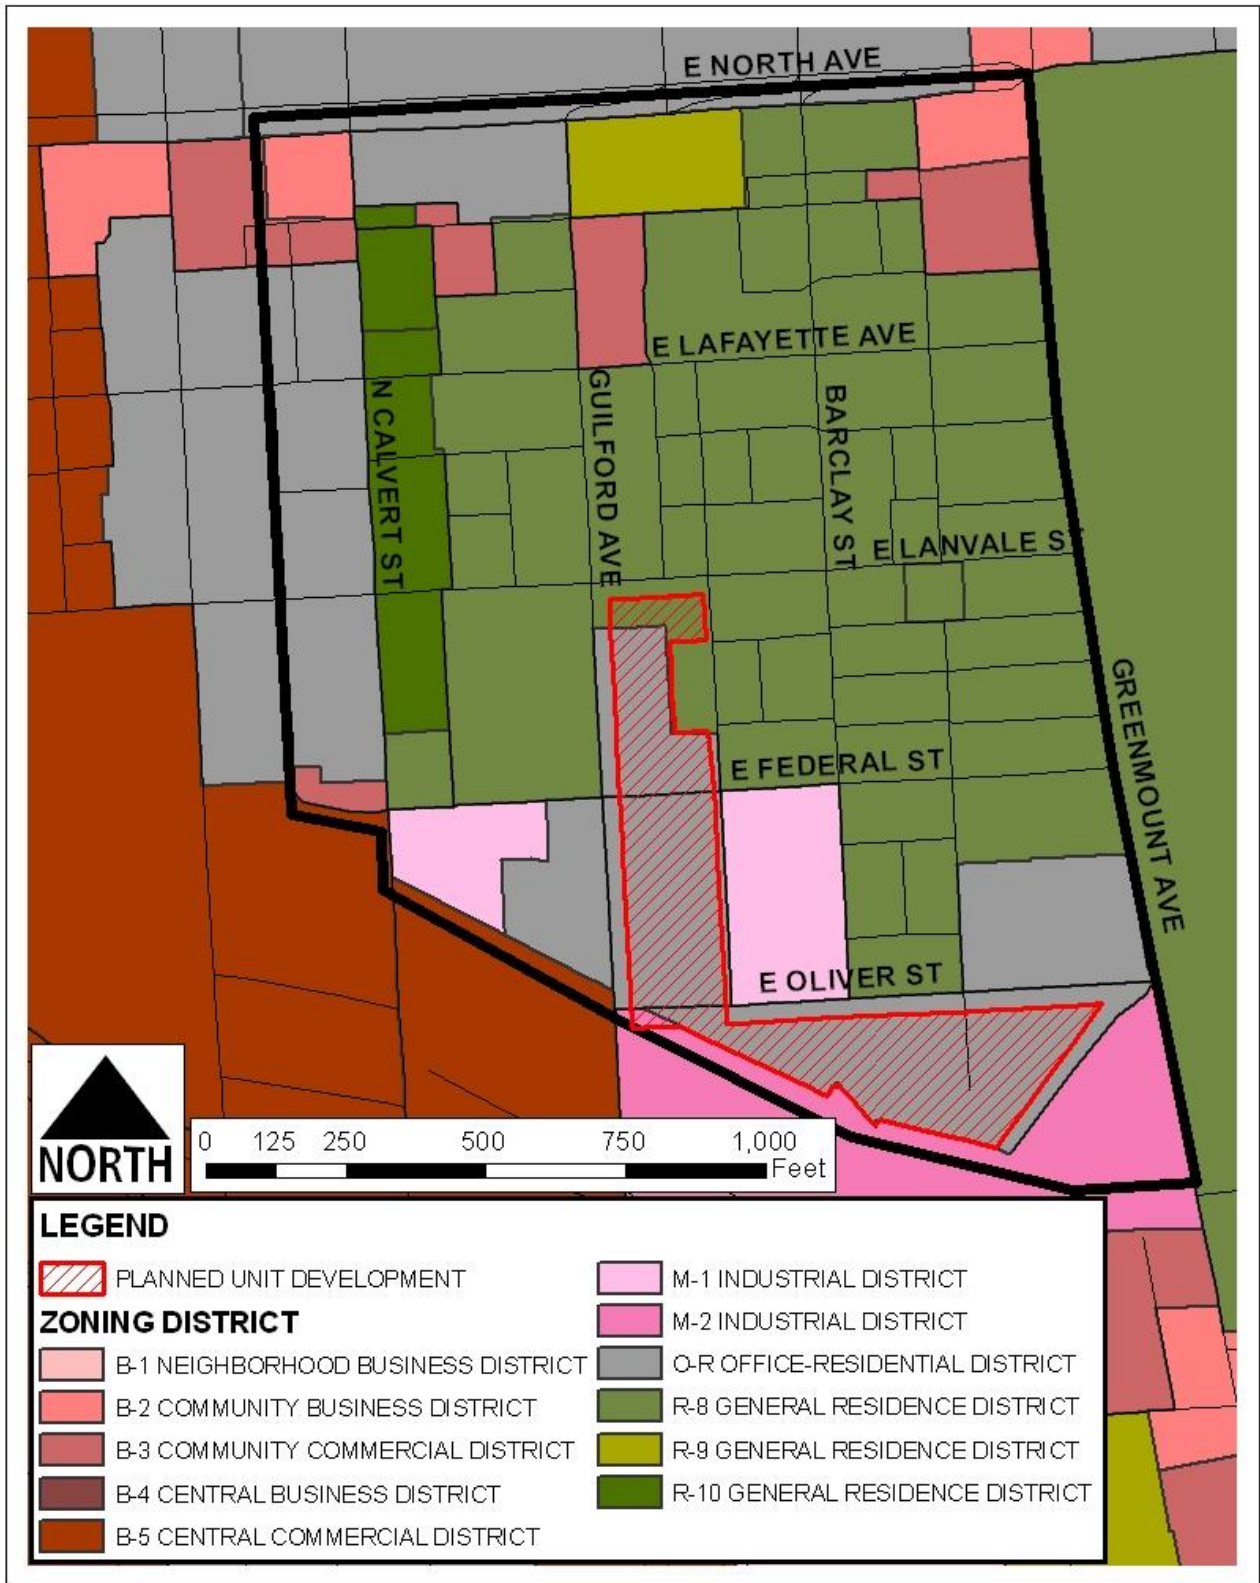 E NORTH AVE
E LAFAYETTE AVE
N CALVERT ST
GUILFORD AVE
BARCLAY ST
E LANVALE S
GREENMOUNT AVE
E FEDERAL ST
E OLIVER ST
NORTH
0 125 250 500 750 1,000
Feet
LEGEND
PLANNED UNIT DEVELOPMENT
ZONING DISTRICT
B-1 NEIGHBORHOOD BUSINESS DISTRICT
B-2 COMMUNITY BUSINESS DISTRICT
B-3 COMMUNITY COMMERCIAL DISTRICT
B-4 CENTRAL BUSINESS DISTRICT
B-5 CENTRAL COMMERCIAL DISTRICT
M-1 INDUSTRIAL DISTRICT
M-2 INDUSTRIAL DISTRICT
O-R OFFICE-RESIDENTIAL DISTRICT
R-8 GENERAL RESIDENCE DISTRICT
R-9 GENERAL RESIDENCE DISTRICT
R-10 GENERAL RESIDENCE DISTRICT